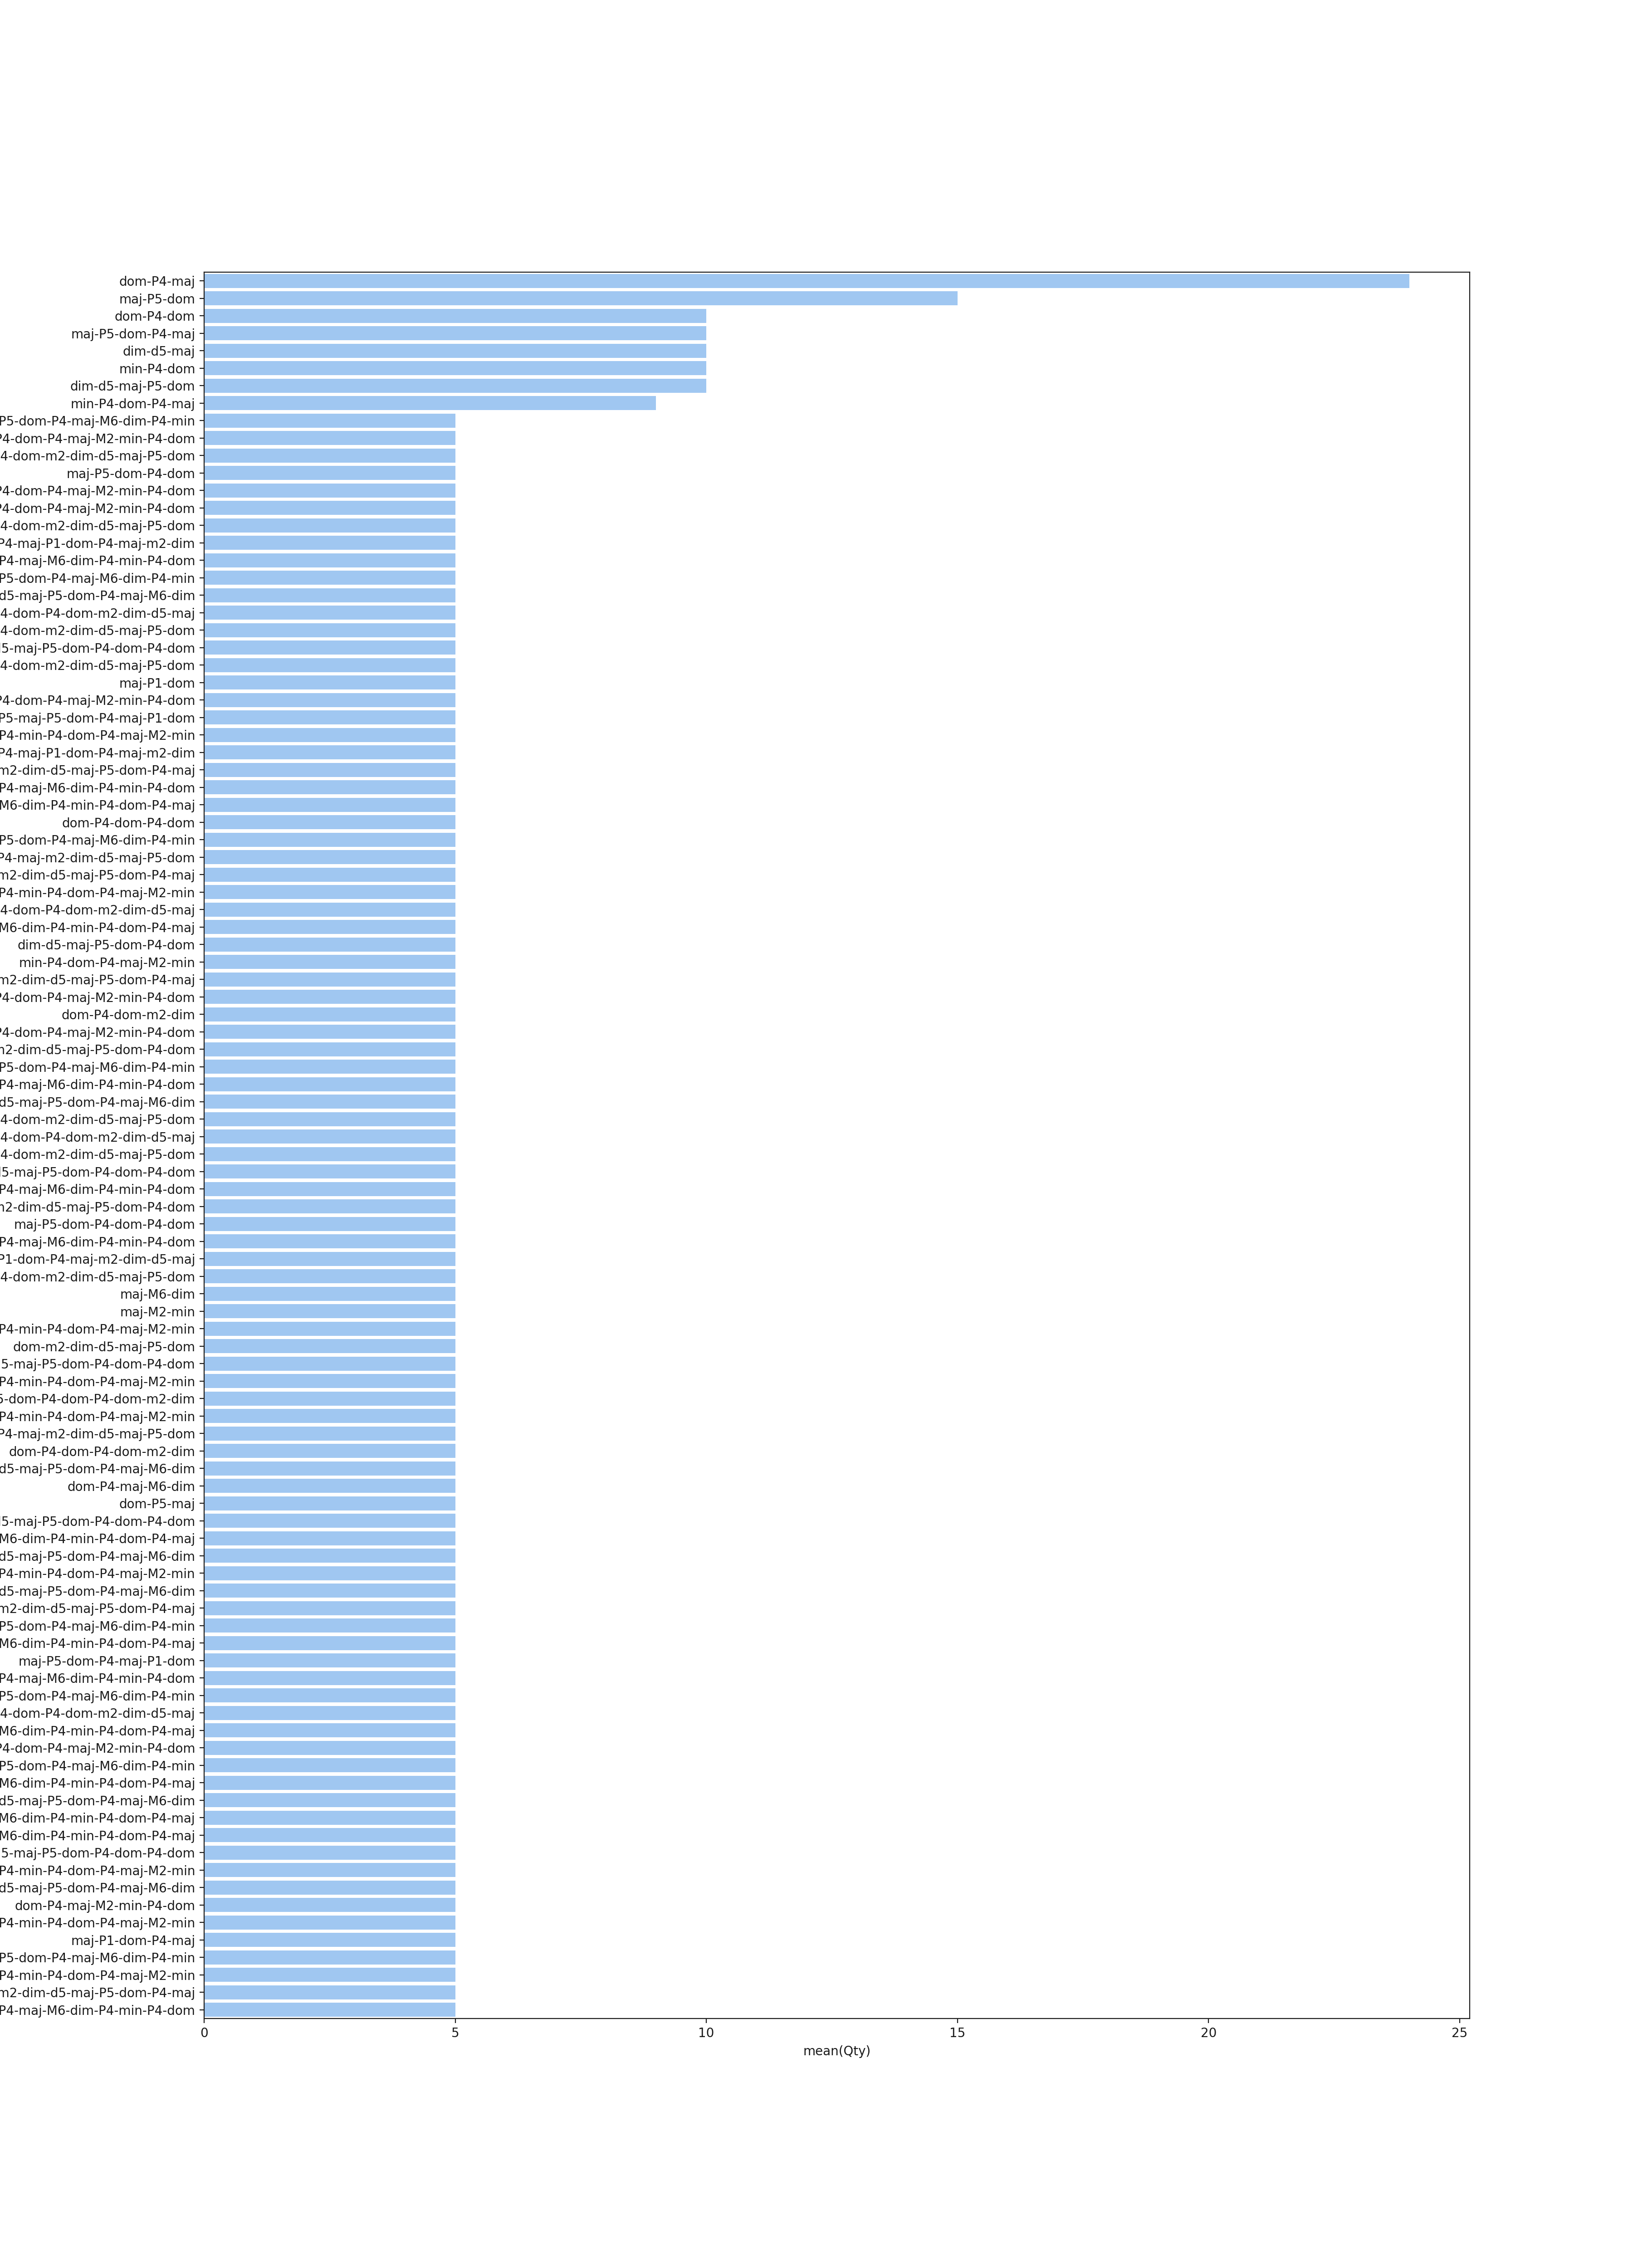 dom-P4-maj
maj-P5-dom
dom-P4-dom
maj-P5-dom-P4-maj
dim-d5-maj
min-P4-dom
dim-d5-maj-P5-dom
min-P4-dom-P4-maj
P5-dom-P4-maj-M6-dim-P4-min
P4-dom-P4-maj-M2-min-P4-dom
4-dom-m2-dim-d5-maj-P5-dom
maj-P5-dom-P4-dom
P4-dom-P4-maj-M2-min-P4-dom
P4-dom-P4-maj-M2-min-P4-dom
4-dom-m2-dim-d5-maj-P5-dom
P4-maj-P1-dom-P4-maj-m2-dim
P4-maj-M6-dim-P4-min-P4-dom
P5-dom-P4-maj-M6-dim-P4-min
d5-maj-P5-dom-P4-maj-M6-dim
4-dom-P4-dom-m2-dim-d5-maj
4-dom-m2-dim-d5-maj-P5-dom
d5-maj-P5-dom-P4-dom-P4-dom
4-dom-m2-dim-d5-maj-P5-dom
maj-P1-dom
P4-dom-P4-maj-M2-min-P4-dom
P5-maj-P5-dom-P4-maj-P1-dom
P4-min-P4-dom-P4-maj-M2-min
P4-maj-P1-dom-P4-maj-m2-dim
m2-dim-d5-maj-P5-dom-P4-maj
P4-maj-M6-dim-P4-min-P4-dom
M6-dim-P4-min-P4-dom-P4-maj
dom-P4-dom-P4-dom
P5-dom-P4-maj-M6-dim-P4-min
P4-maj-m2-dim-d5-maj-P5-dom
m2-dim-d5-maj-P5-dom-P4-maj
P4-min-P4-dom-P4-maj-M2-min
4-dom-P4-dom-m2-dim-d5-maj
M6-dim-P4-min-P4-dom-P4-maj
dim-d5-maj-P5-dom-P4-dom
min-P4-dom-P4-maj-M2-min
m2-dim-d5-maj-P5-dom-P4-maj
P4-dom-P4-maj-M2-min-P4-dom
dom-P4-dom-m2-dim
P4-dom-P4-maj-M2-min-P4-dom
m2-dim-d5-maj-P5-dom-P4-dom
P5-dom-P4-maj-M6-dim-P4-min
P4-maj-M6-dim-P4-min-P4-dom
d5-maj-P5-dom-P4-maj-M6-dim
4-dom-m2-dim-d5-maj-P5-dom
4-dom-P4-dom-m2-dim-d5-maj
4-dom-m2-dim-d5-maj-P5-dom
d5-maj-P5-dom-P4-dom-P4-dom
P4-maj-M6-dim-P4-min-P4-dom
m2-dim-d5-maj-P5-dom-P4-dom
maj-P5-dom-P4-dom-P4-dom
P4-maj-M6-dim-P4-min-P4-dom
P1-dom-P4-maj-m2-dim-d5-maj
4-dom-m2-dim-d5-maj-P5-dom
maj-M6-dim
maj-M2-min
P4-min-P4-dom-P4-maj-M2-min
dom-m2-dim-d5-maj-P5-dom
5-maj-P5-dom-P4-dom-P4-dom
P4-min-P4-dom-P4-maj-M2-min
5-dom-P4-dom-P4-dom-m2-dim
P4-min-P4-dom-P4-maj-M2-min
P4-maj-m2-dim-d5-maj-P5-dom
dom-P4-dom-P4-dom-m2-dim
d5-maj-P5-dom-P4-maj-M6-dim
dom-P4-maj-M6-dim
dom-P5-maj
d5-maj-P5-dom-P4-dom-P4-dom
M6-dim-P4-min-P4-dom-P4-maj
d5-maj-P5-dom-P4-maj-M6-dim
P4-min-P4-dom-P4-maj-M2-min
d5-maj-P5-dom-P4-maj-M6-dim
m2-dim-d5-maj-P5-dom-P4-maj
P5-dom-P4-maj-M6-dim-P4-min
M6-dim-P4-min-P4-dom-P4-maj
maj-P5-dom-P4-maj-P1-dom
P4-maj-M6-dim-P4-min-P4-dom
P5-dom-P4-maj-M6-dim-P4-min
4-dom-P4-dom-m2-dim-d5-maj
M6-dim-P4-min-P4-dom-P4-maj
P4-dom-P4-maj-M2-min-P4-dom
P5-dom-P4-maj-M6-dim-P4-min
M6-dim-P4-min-P4-dom-P4-maj
d5-maj-P5-dom-P4-maj-M6-dim
M6-dim-P4-min-P4-dom-P4-maj
M6-dim-P4-min-P4-dom-P4-maj
5-maj-P5-dom-P4-dom-P4-dom
P4-min-P4-dom-P4-maj-M2-min
d5-maj-P5-dom-P4-maj-M6-dim
dom-P4-maj-M2-min-P4-dom
P4-min-P4-dom-P4-maj-M2-min
maj-P1-dom-P4-maj
P5-dom-P4-maj-M6-dim-P4-min
P4-min-P4-dom-P4-maj-M2-min
m2-dim-d5-maj-P5-dom-P4-maj
P4-maj-M6-dim-P4-min-P4-dom
0 5 10 15 20 25
mean(Qty)